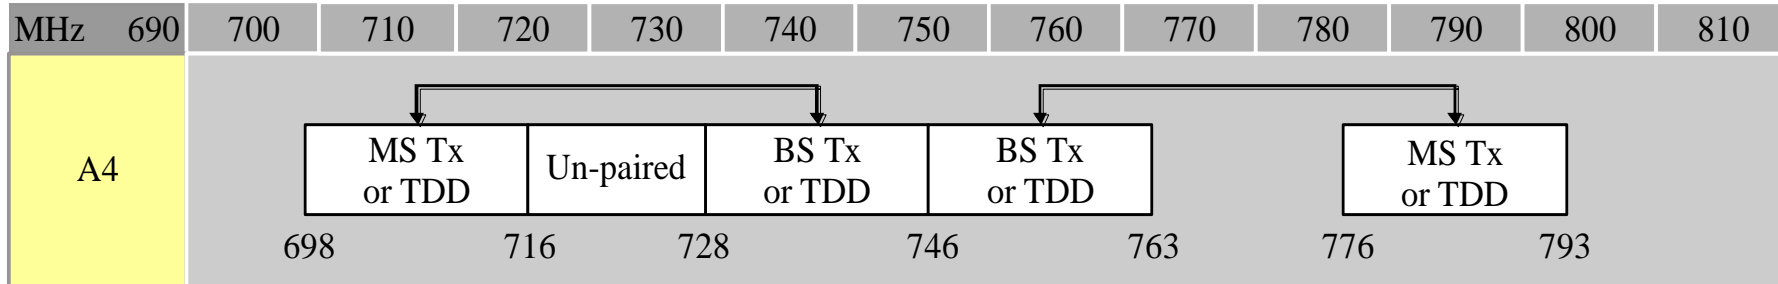 MHz 690 700 710 720 730 740 750 760 770 780 790 800 810
A4
MS Tx
or TDD
Un-paired
BS Tx
or TDD
BS Tx
or TDD
MS Tx
or TDD
698 716 728 746 763 776 793